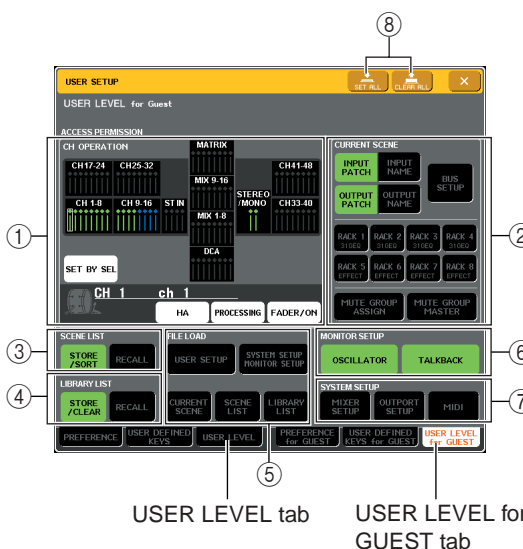 8
USER SETUP
SET ALL
CLEAR ALL
×
USER LEVEL for Guest
ACCESS PERMISSION
CH OPERATION
MATRIX
CH17-24
CH25-32
CH41-48
MIX 9-16
CH 1-8
CH 9-16
ST IN
STEREO
/MONO
CH33-40
MIX 1-8
DCA
SET BY SEL
CH 1
ch 1
HA
PROCESSING
FADER/ON
1
CURRENT SCENE
INPUT
PATCH
INPUT
NAME
BUS
SETUP
OUTPUT
PATCH
OUTPUT
NAME
RACK 1
31GEQ
RACK 2
31GEQ
RACK 3
31GEQ
RACK 4
31GEQ
RACK 5
EFFECT
RACK 6
EFFECT
RACK 7
EFFECT
RACK 8
EFFECT
MUTE GROUP
ASSIGN
MUTE GROUP
MASTER
2
SCENE LIST
STORE
/SORT
RECALL
3
LIBRARY LIST
STORE
/CLEAR
RECALL
4
FILE LOAD
USER SETUP
SYSTEM SETUP
MONITOR SETUP
CURRENT
SCENE
SCENE
LIST
LIBRARY
LIST
5
MONITOR SETUP
OSCILLATOR
TALKBACK
6
SYSTEM SETUP
MIXER
SETUP
OUTPORT
SETUP
MIDI
7
PREFERENCE
USER DEFINED
KEYS
USER LEVEL
PREFERENCE
for GUEST
USER DEFINED
KEYS for GUEST
USER LEVEL
for GUEST
USER LEVEL tab
USER LEVEL for
GUEST tab